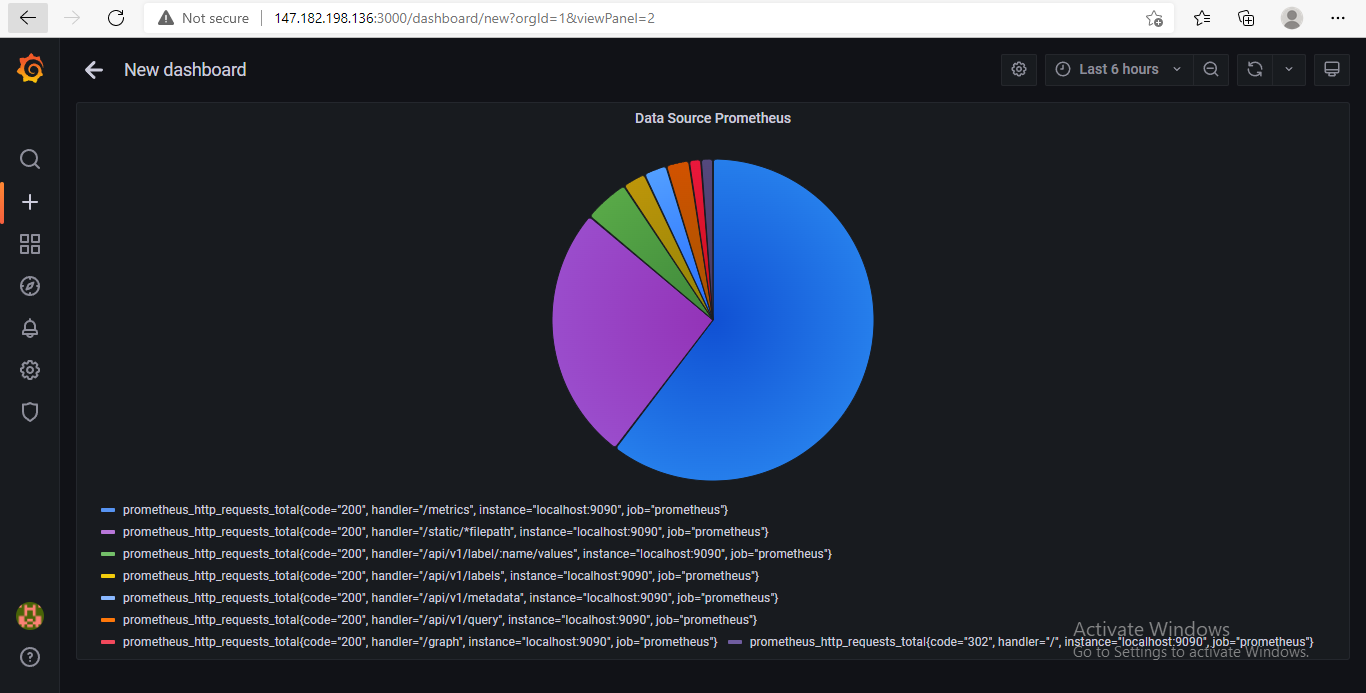 Not secure
147.182.198.136:3000/dashboard/new?orgId=1&viewPanel=2
New dashboard
Last 6 hours
Data Source Prometheus
prometheus_http_requests_total{code="200", handler="/metrics", instance="localhost:9090", job="prometheus"}
prometheus_http_requests_total{code="200", handler="/static/*filepath", instance="localhost:9090", job="prometheus"}
prometheus_http_requests_total{code="200", handler="/api/v1/label/:name/values", instance="localhost:9090", job="prometheus"}
prometheus_http_requests_total{code="200", handler="/api/v1/labels", instance="localhost:9090", job="prometheus"}
prometheus_http_requests_total{code="200", handler="/api/v1/metadata", instance="localhost:9090", job="prometheus"}
prometheus_http_requests_total{code="200", handler="/api/v1/query", instance="localhost:9090", job="prometheus"}
prometheus_http_requests_total{code="200", handler="/graph", instance="localhost:9090", job="prometheus"}
prometheus_http_requests_total{code="302", handler="/", instance="localhost:9090", job="prometheus"}
Activate Windows
Go to Settings to activate Windows.